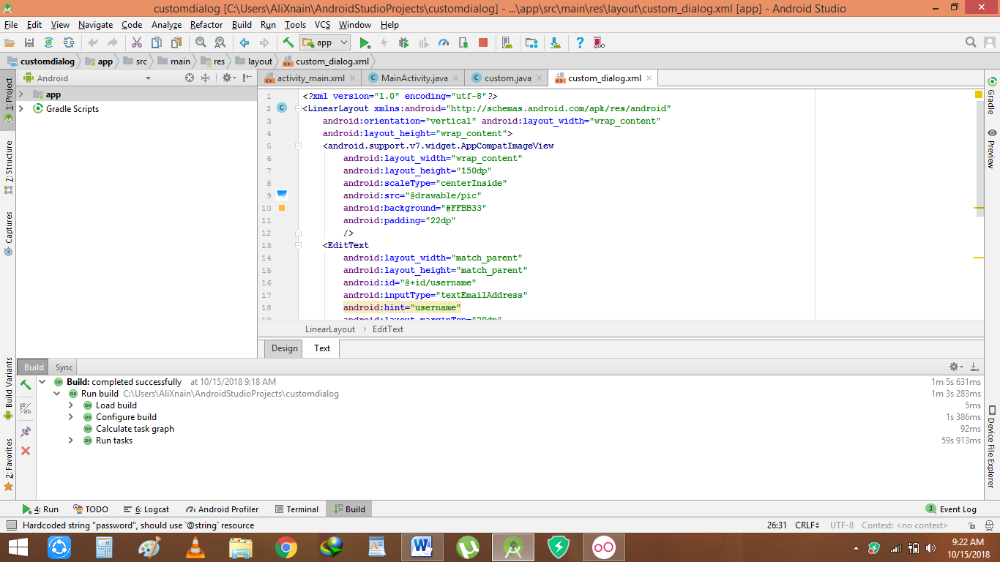 customdialog [C:\Users\AliXnain\AndroidStudioProjects\customdialog] - ...\app\src\main\res\layout\custom_dialog.xml [app] - Android Studio
File Edit View Navigate Code Analyze Refactor Build Run Tools VCS Window Help
app
customdialog app src main res layout custom_dialog.xml
Android
activity_main.xml MainActivity.java custom.java custom_dialog.xml
1: Project
7: Structure
Captures
Build Variants
2: Favorites
app
Gradle Scripts
1 <?xml version="1.0" encoding="utf-8"?>
2 <LinearLayout xmlns:android="http://schemas.android.com/apk/res/android"
3 android:orientation="vertical" android:layout_width="wrap_content"
4 android:layout_height="wrap_content">
5 <android.support.v7.widget.AppCompatImageView
6 android:layout_width="wrap_content"
7 android:layout_height="150dp"
8 android:scaleType="centerInside"
9 android:src="@drawable/pic"
10 android:background="#FFBB33"
11 android:padding="22dp"
12 />
13 <EditText
14 android:layout_width="match_parent"
15 android:layout_height="match_parent"
16 android:id="@+id/username"
17 android:inputType="textEmailAddress"
18 android:hint="username"
19 android:layout_marginTop="20dp"
LinearLayout › EditText
Design Text
Gradle
Preview
Device File Explorer
Build Sync
Build: completed successfully at 10/15/2018 9:18 AM 1m 5s 631ms
Run build C:\Users\AliXnain\AndroidStudioProjects\customdialog 1m 3s 283ms
Load build 5ms
Configure build 1s 386ms
Calculate task graph 92ms
Run tasks 59s 913ms
4: Run TODO 6: Logcat Android Profiler Terminal Build 3 Event Log
Hardcoded string "password", should use `@string` resource 26:31 CRLF UTF-8 Context: <no context>
9:22 AM
10/15/2018